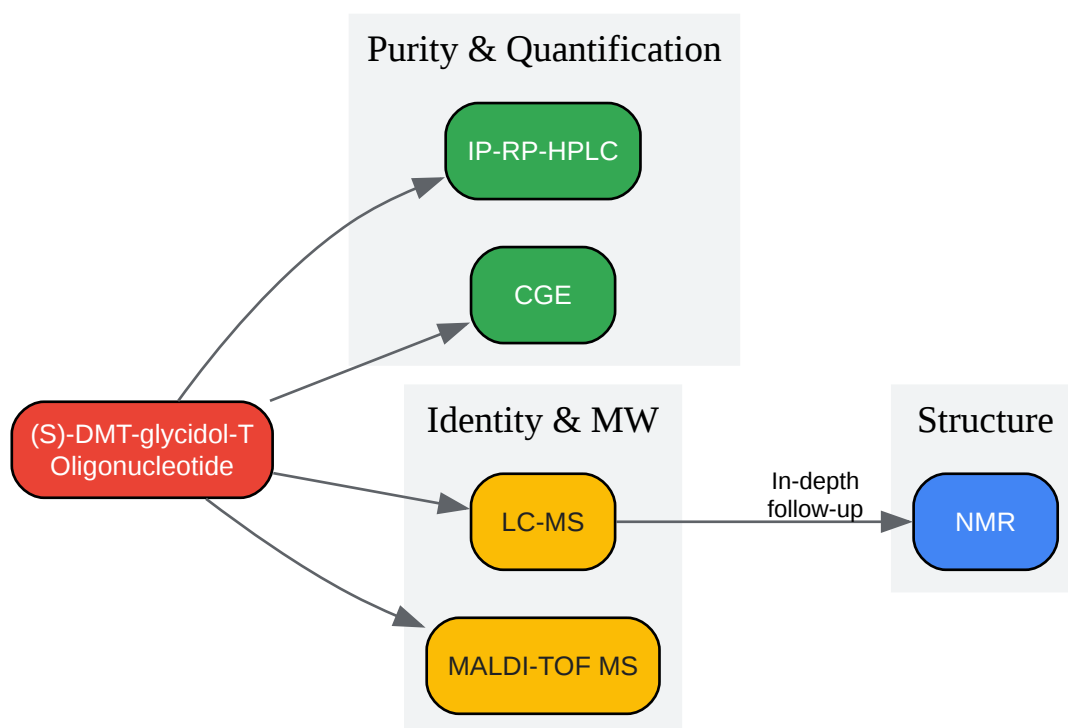 Purity & Quantification
IP-RP-HPLC
CGE
(S)-DMT-glycidol-T
Oligonucleotide
Identity & MW
LC-MS
MALDI-TOF MS
In-depth
follow-up
Structure
NMR